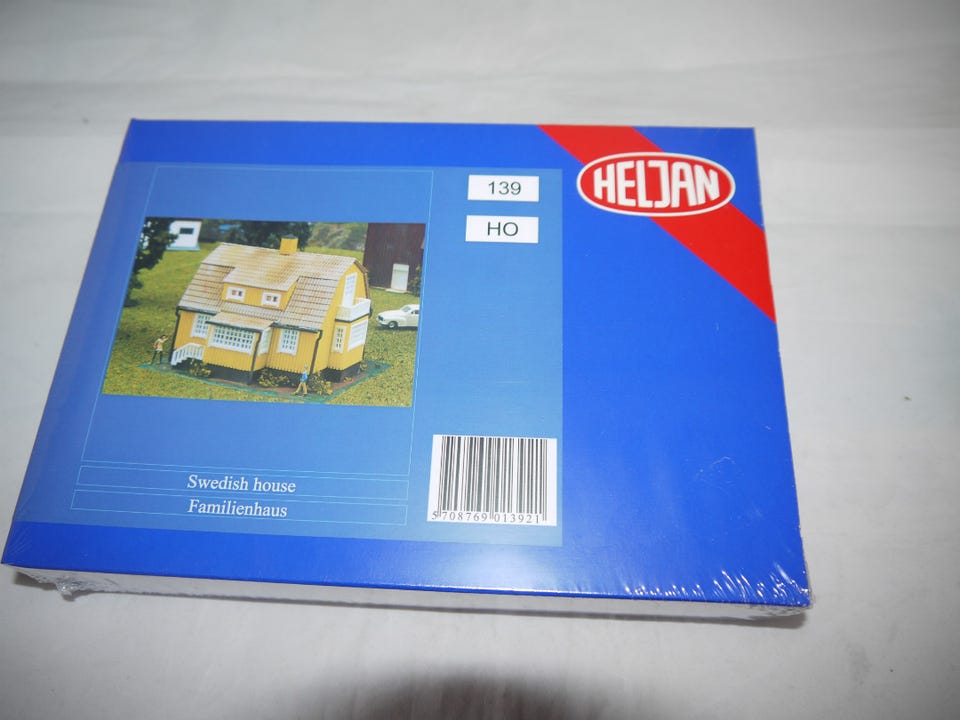 139
HELJAN
HO
Swedish house
Familienhaus
5 708769 013921